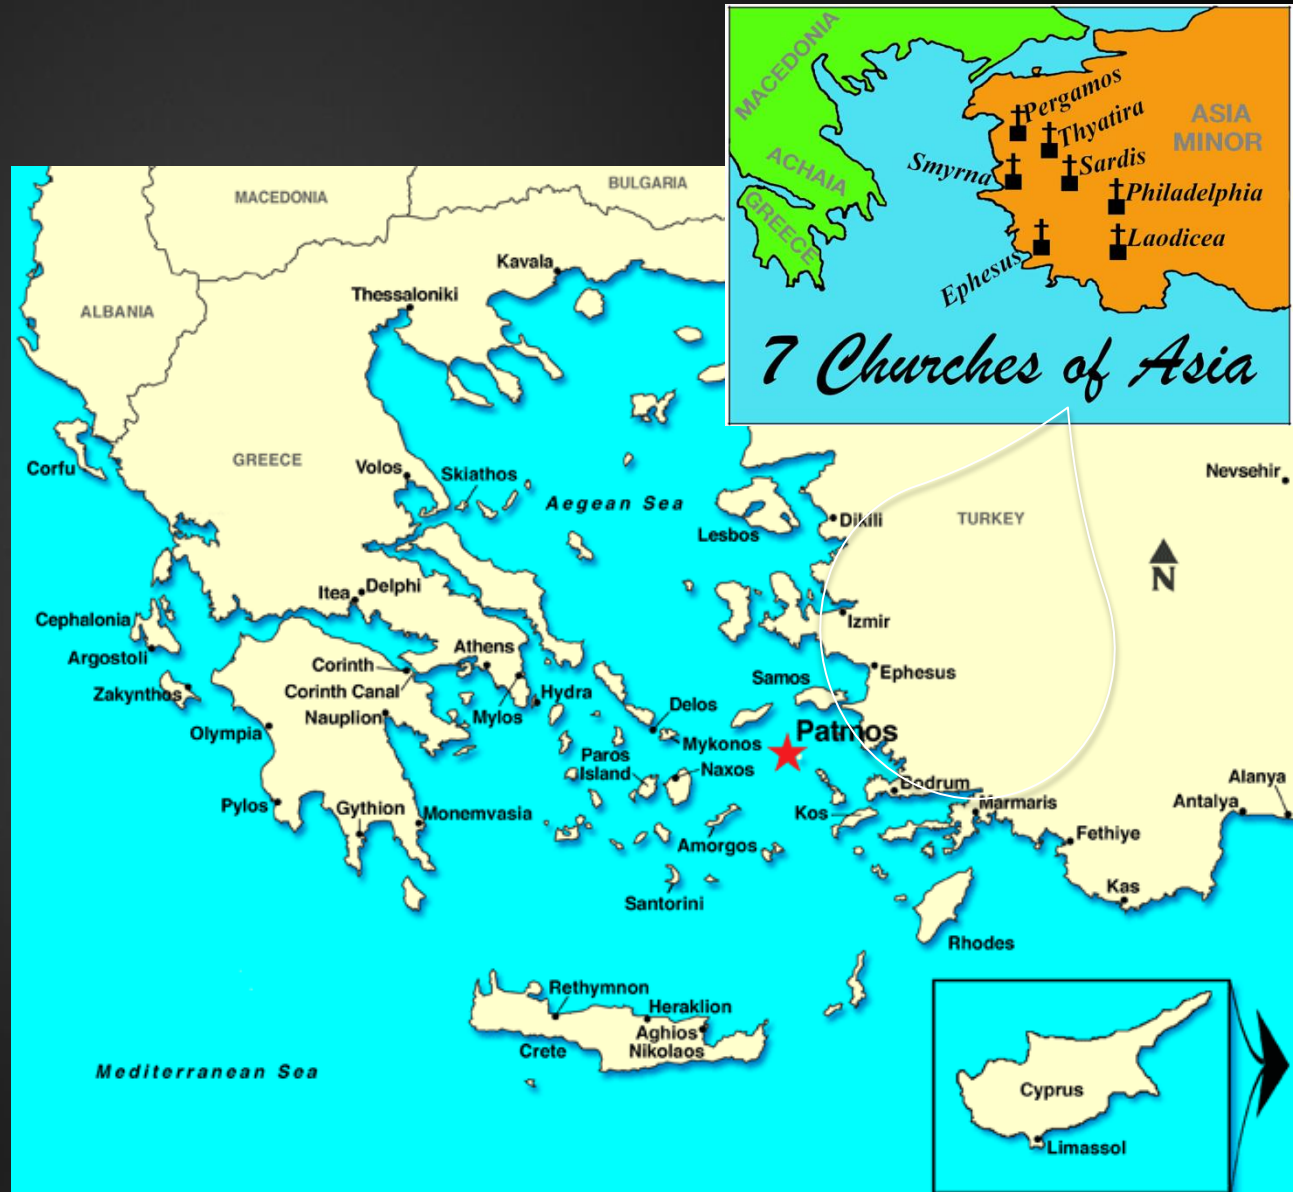 MACEDONIA
ACHAIA
GREECE
ASIA
MINOR
Pergamos
Thyatira
Smyrna
Sardis
Philadelphia
Laodicea
Ephesus
7 Churches of Asia
MACEDONIA
BULGARIA
ALBANIA
Kavala
Thessaloniki
Corfu
GREECE
Volos
Skiathos
Aegean Sea
Lesbos
Dikili
TURKEY
Nevsehir
N
Itea
Delphi
Cephalonia
Argostoli
Zakynthos
Olympia
Corinth
Corinth Canal
Nauplion
Athens
Mylos
Hydra
Izmir
Ephesus
Samos
Delos
Mykonos
Patmos
Paros
Island
Naxos
Bodrum
Marmaris
Alanya
Antalya
Pylos
Gythion
Monemvasia
Kos
Amorgos
Fethiye
Santorini
Kas
Rhodes
Rethymnon
Heraklion
Aghios
Nikolaos
Crete
Mediterranean Sea
Cyprus
Limassol